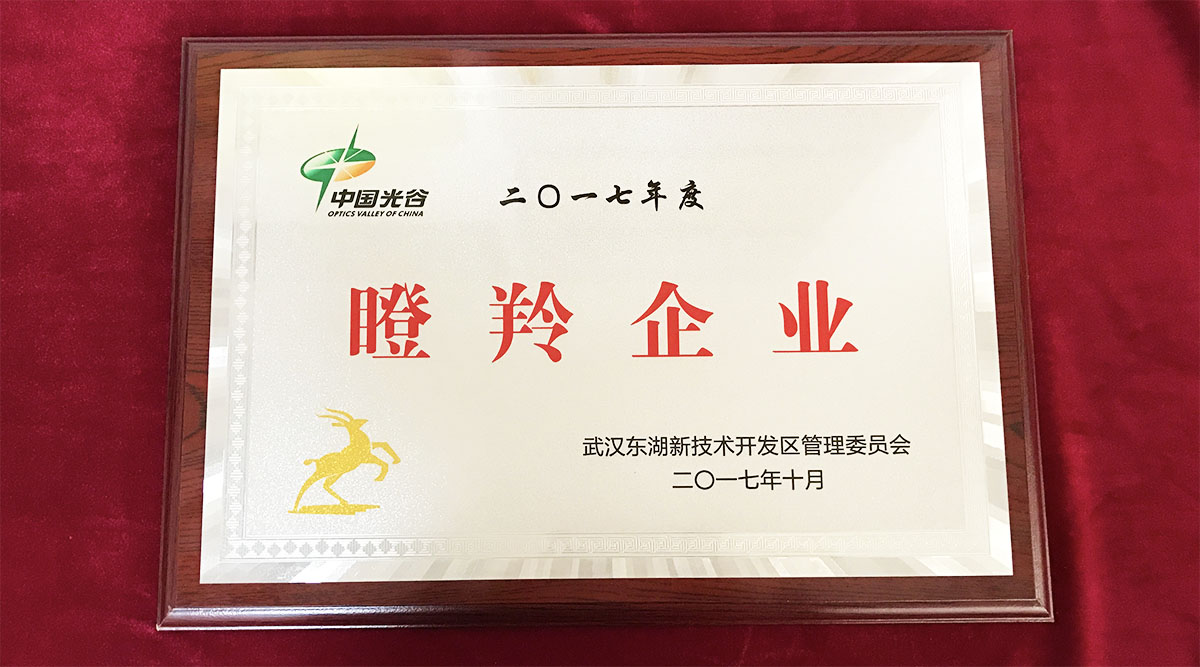 中国光谷
OPTICS VALLEY OF CHINA
二〇一七年度
瞪羚企业
武汉东湖新技术开发区管理委员会
二〇一七年十月